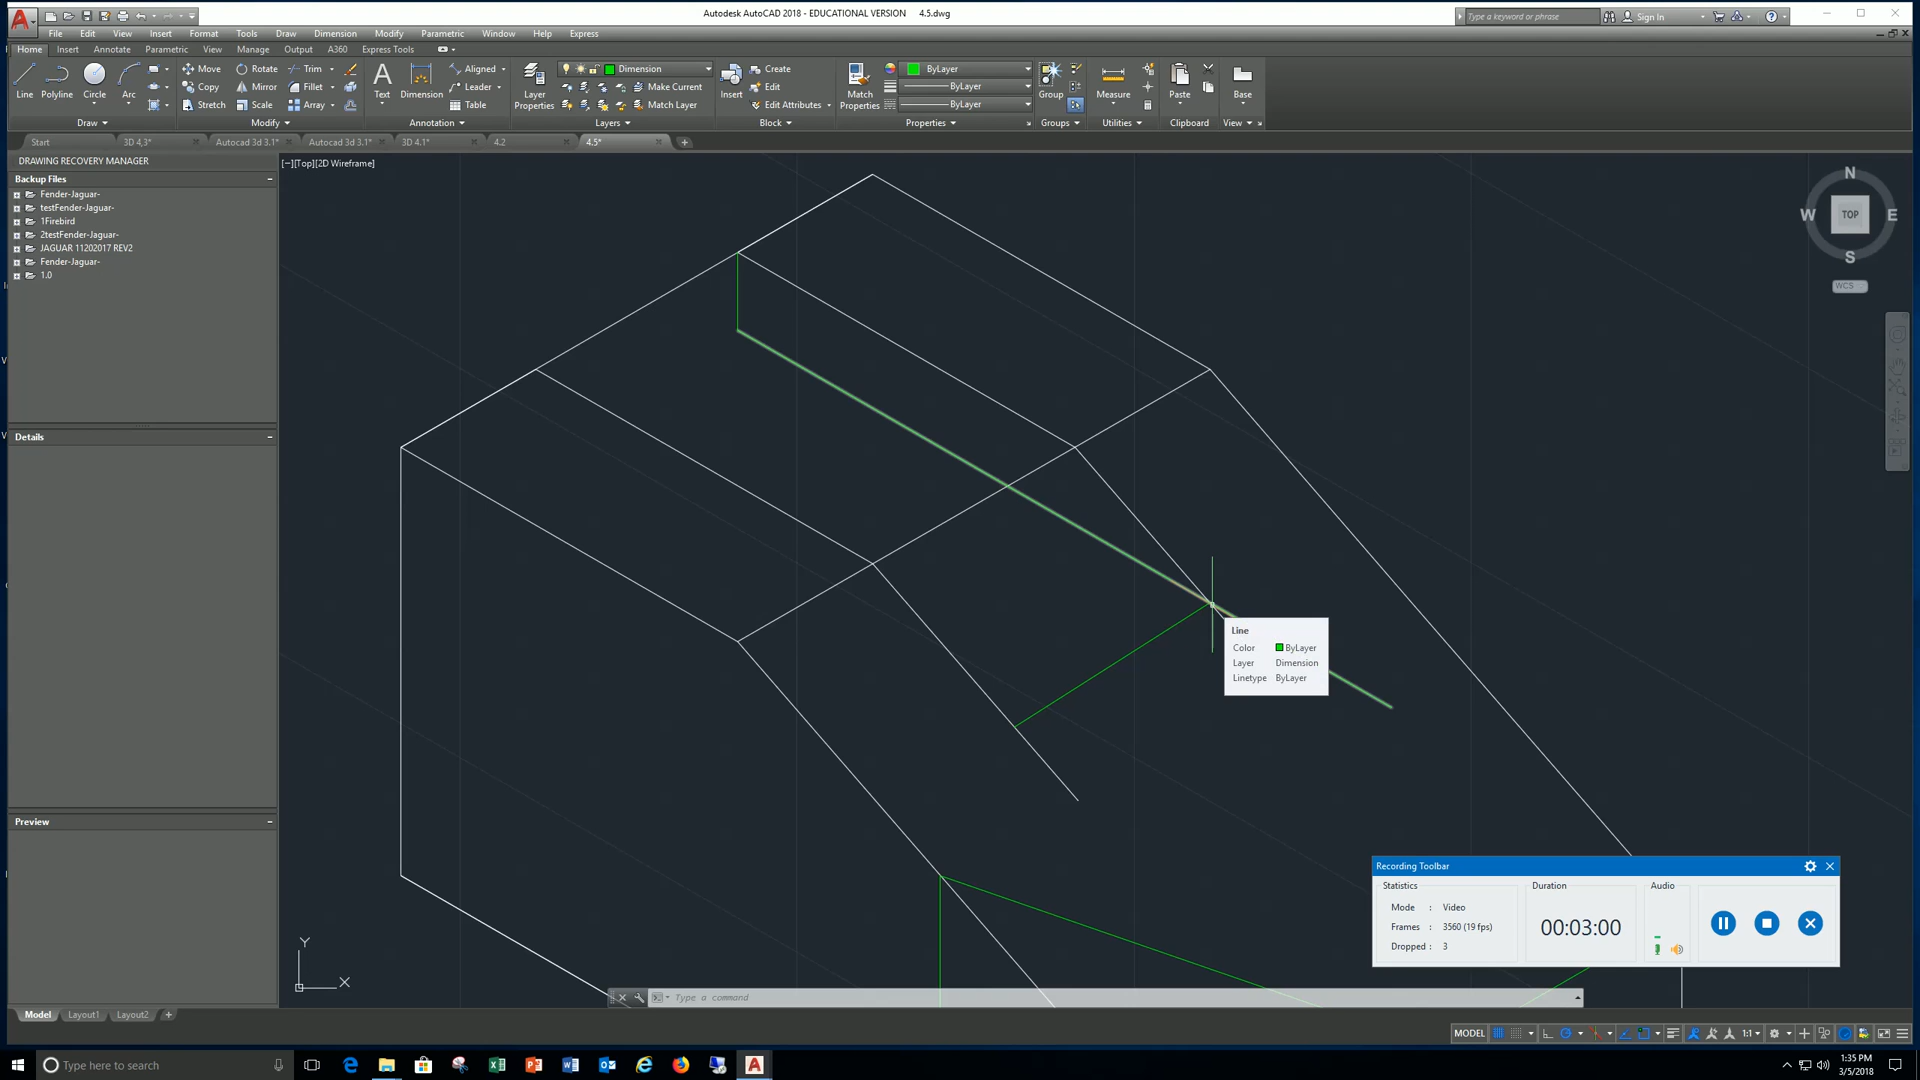 Autodesk AutoCAD 2018 - EDUCATIONAL VERSION 4.5.dwg
Type a keyword or phrase
Sign In
File Edit View Insert Format Tools Draw Dimension Modify Parametric Window Help Express
Home Insert Annotate Parametric View Manage Output A360 Express Tools
Line Polyline Circle Arc
Move Rotate Trim
Copy Mirror Fillet
Stretch Scale Array
Text Dimension
Aligned
Leader
Table
Layer Properties
Dimension
Make Current
Match Layer
Insert
Create
Edit
Edit Attributes
Match Properties
ByLayer
ByLayer
ByLayer
Group
Measure
Paste
Base
Draw Modify Annotation Layers Block Properties Groups Utilities Clipboard View
Start 3D 4,3* Autocad 3d 3.1* Autocad 3d 3.1* 3D 4.1* 4.2 4.5*
DRAWING RECOVERY MANAGER
Backup Files
Fender-Jaguar-
testFender-Jaguar-
1Firebird
2testFender-Jaguar-
JAGUAR 11202017 REV2
Fender-Jaguar-
1.0
Details
Preview
[−][Top][2D Wireframe]
N
W TOP E
S
WCS
Line
Color ByLayer
Layer Dimension
Linetype ByLayer
Recording Toolbar
Statistics Duration Audio
Mode : Video
Frames : 3560 (19 fps)
Dropped : 3
00:03:00
Y
X
Type a command
Model Layout1 Layout2
MODEL 1:1
Type here to search
1:35 PM
3/5/2018